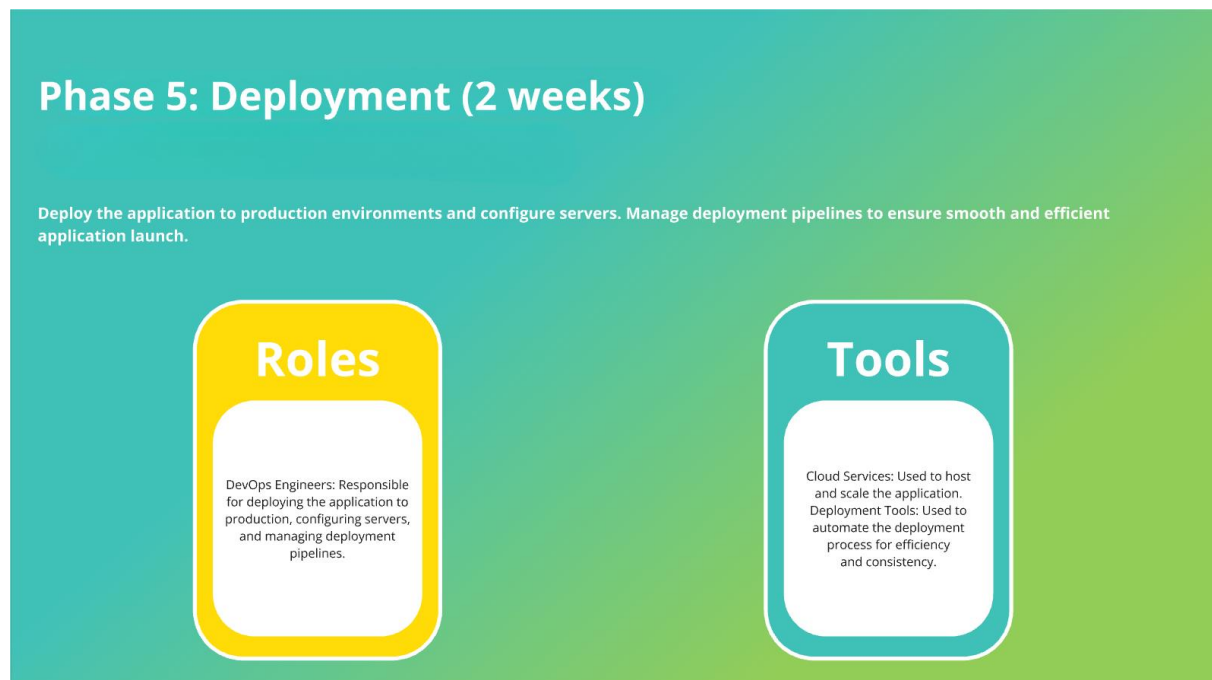 Phase 5: Deployment (2 weeks)
Deploy the application to production environments and configure servers. Manage deployment pipelines to ensure smooth and efficient
application launch.
Roles
DevOps Engineers: Responsible
for deploying the application to
production, configuring servers,
and managing deployment
pipelines.
Tools
Cloud Services: Used to host
and scale the application.
Deployment Tools: Used to
automate the deployment
process for efficiency
and consistency.